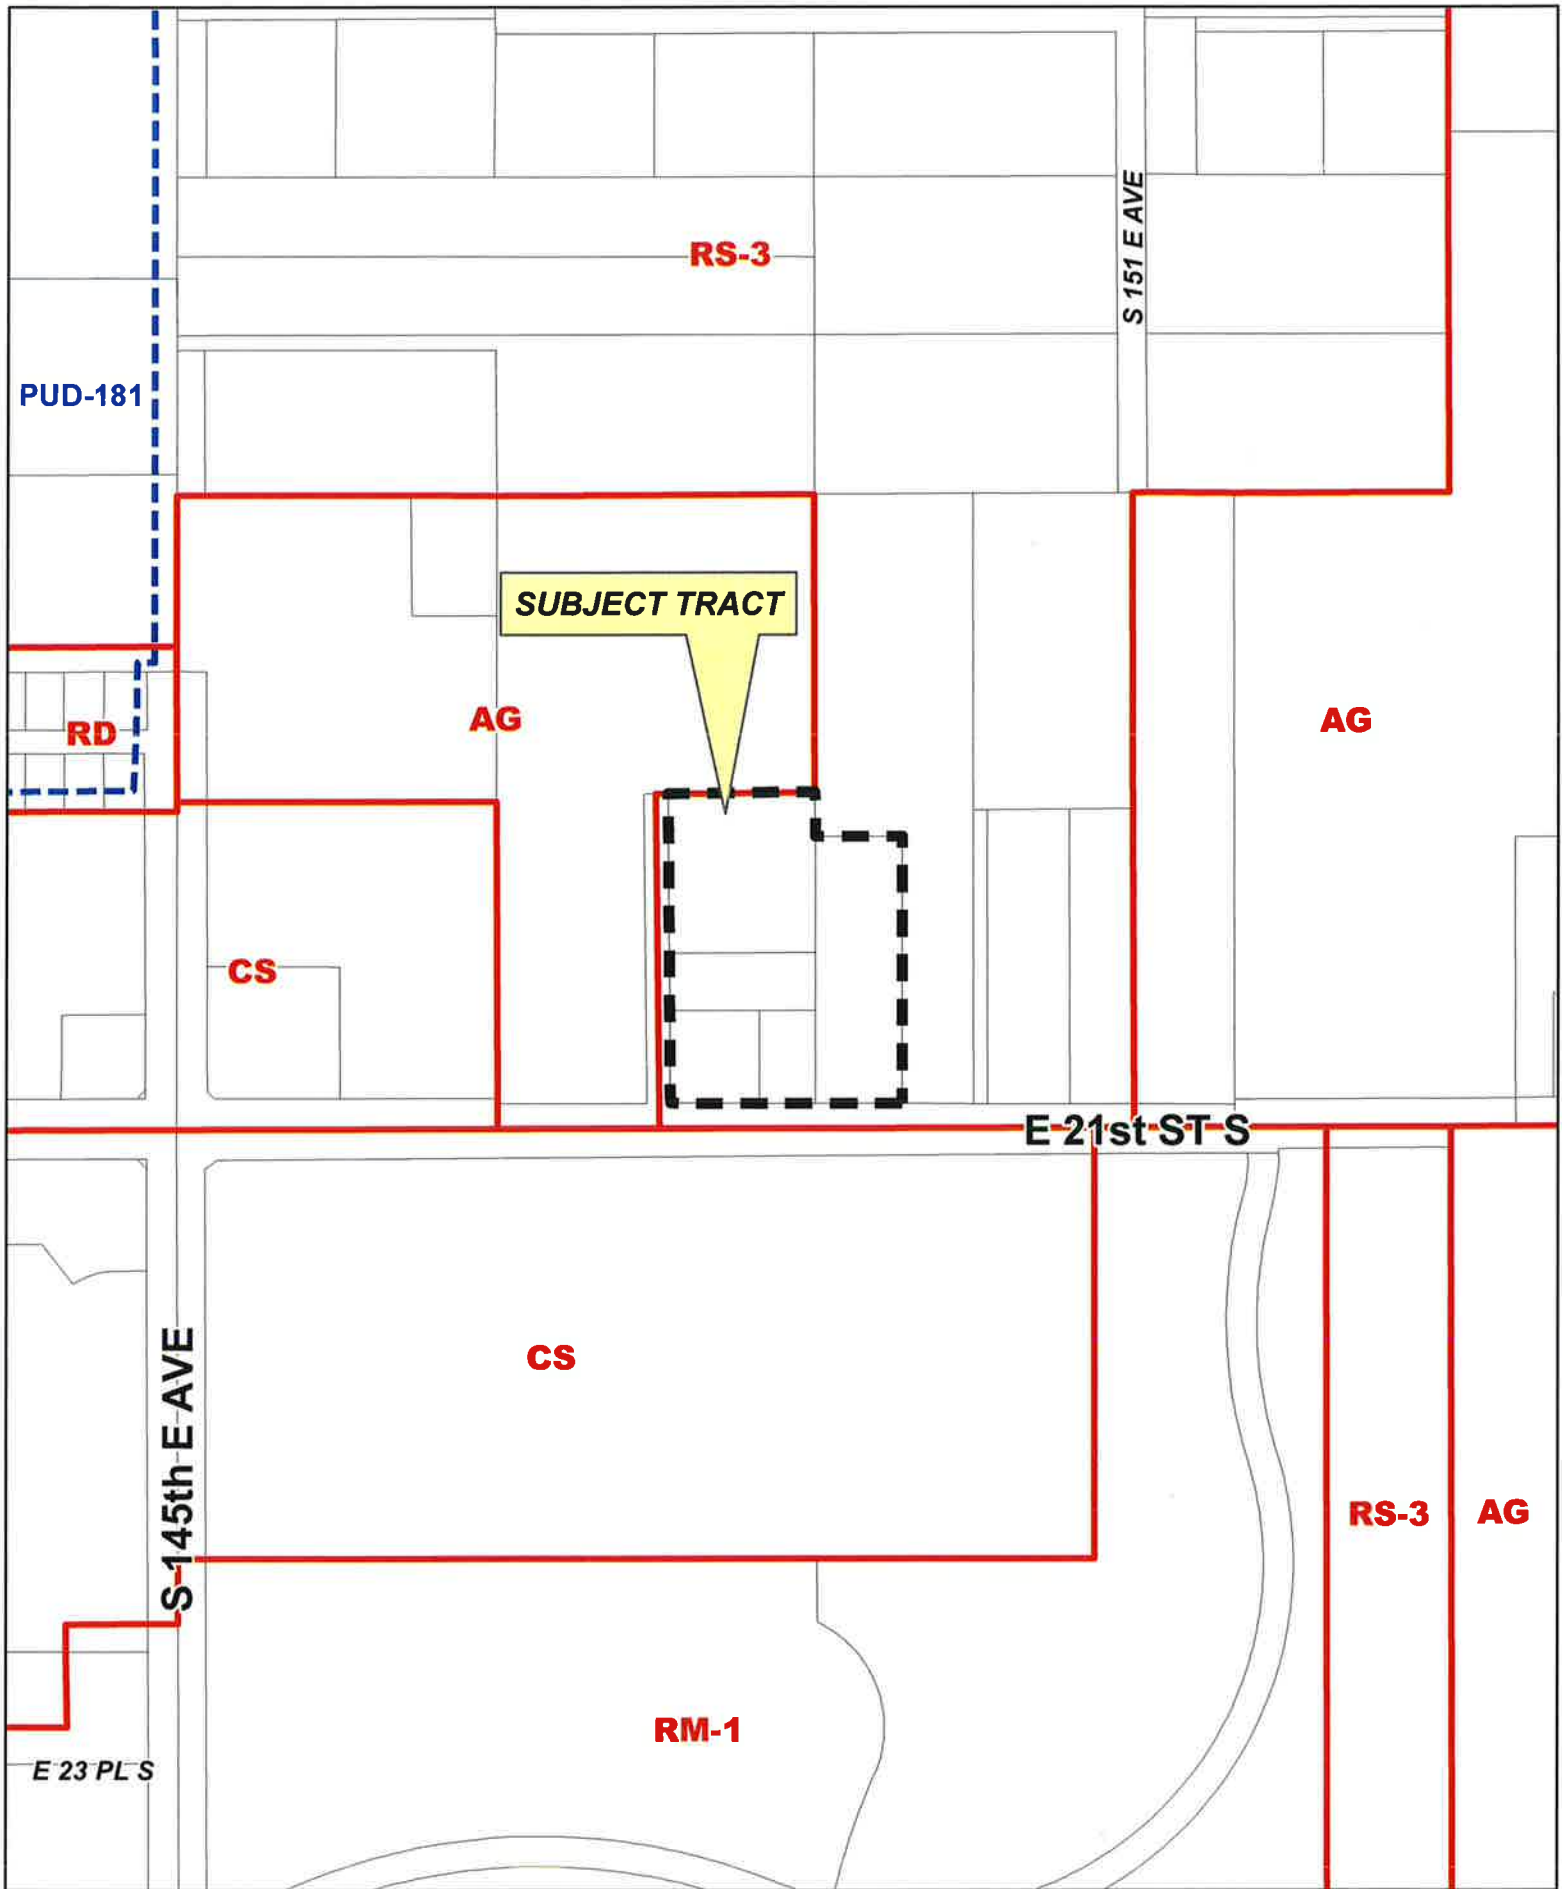 RS-3
S 151 E AVE
PUD-181
SUBJECT TRACT
AG
AG
RD
CS
E 21st ST S
CS
S 145th E AVE
RS-3
AG
RM-1
E 23 PL S